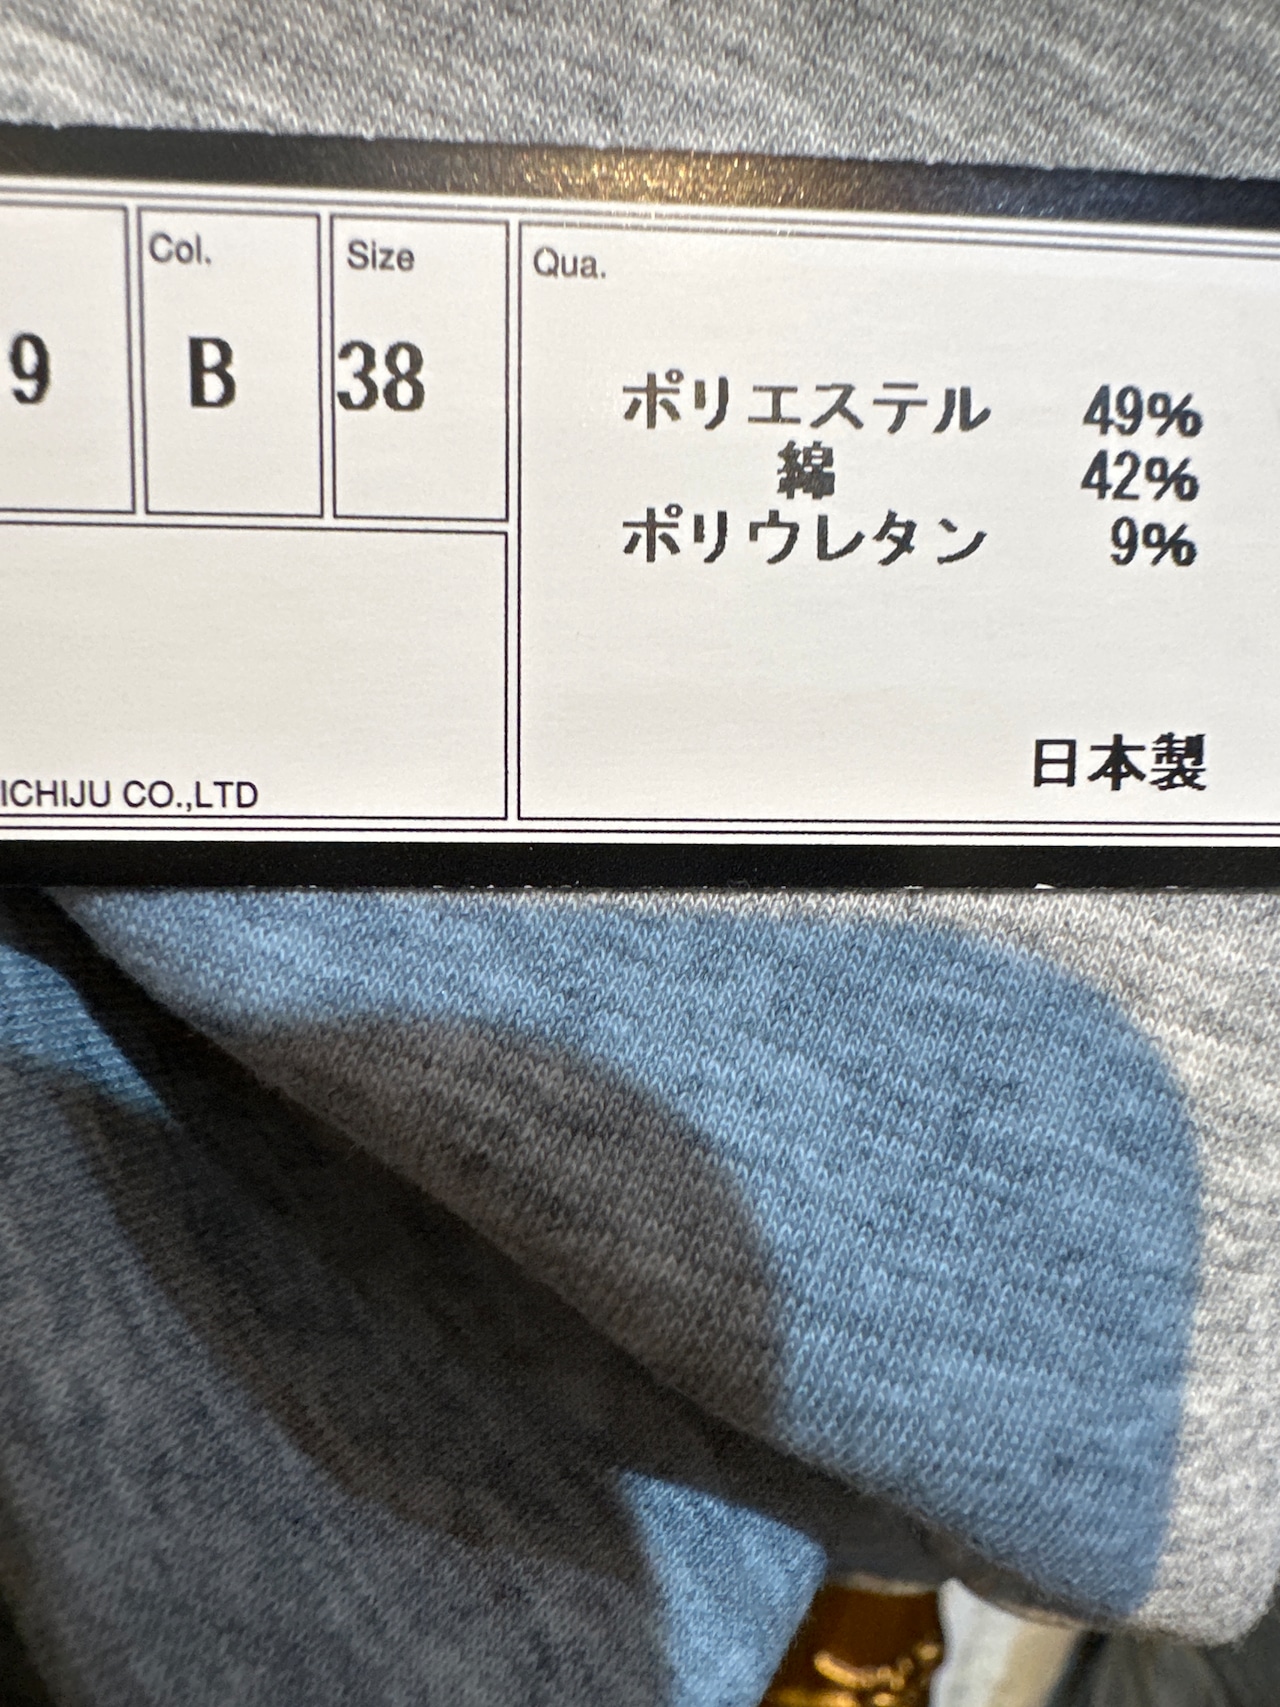 Col.
Size
Qua.
9
B
38
ポリエステル 49%
綿 42%
ポリウレタン 9%
日本製
ICHIJU CO.,LTD